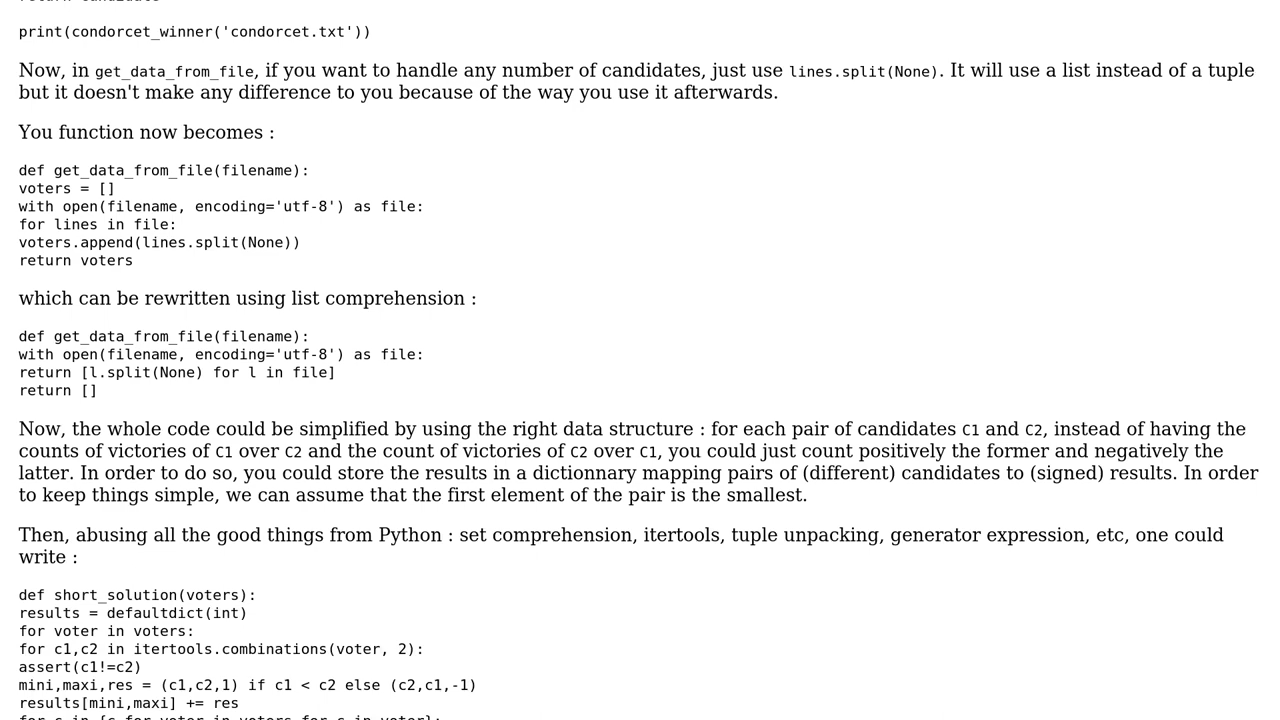 print(condorcet_winner('condorcet.txt'))
Now, in get_data_from_file, if you want to handle any number of candidates, just use lines.split(None). It will use a list instead of a tuple
but it doesn't make any difference to you because of the way you use it afterwards.
You function now becomes :
def get_data_from_file(filename):
voters = []
with open(filename, encoding='utf-8') as file:
for lines in file:
voters.append(lines.split(None))
return voters
which can be rewritten using list comprehension :
def get_data_from_file(filename):
with open(filename, encoding='utf-8') as file:
return [l.split(None) for l in file]
return []
Now, the whole code could be simplified by using the right data structure : for each pair of candidates C1 and C2, instead of having the
counts of victories of C1 over C2 and the count of victories of C2 over C1, you could just count positively the former and negatively the
latter. In order to do so, you could store the results in a dictionnary mapping pairs of (different) candidates to (signed) results. In order
to keep things simple, we can assume that the first element of the pair is the smallest.
Then, abusing all the good things from Python : set comprehension, itertools, tuple unpacking, generator expression, etc, one could
write :
def short_solution(voters):
results = defaultdict(int)
for voter in voters:
for c1,c2 in itertools.combinations(voter, 2):
assert(c1!=c2)
mini,maxi,res = (c1,c2,1) if c1 < c2 else (c2,c1,-1)
results[mini,maxi] += res
for c in {c for voter in voters for c in voter}: